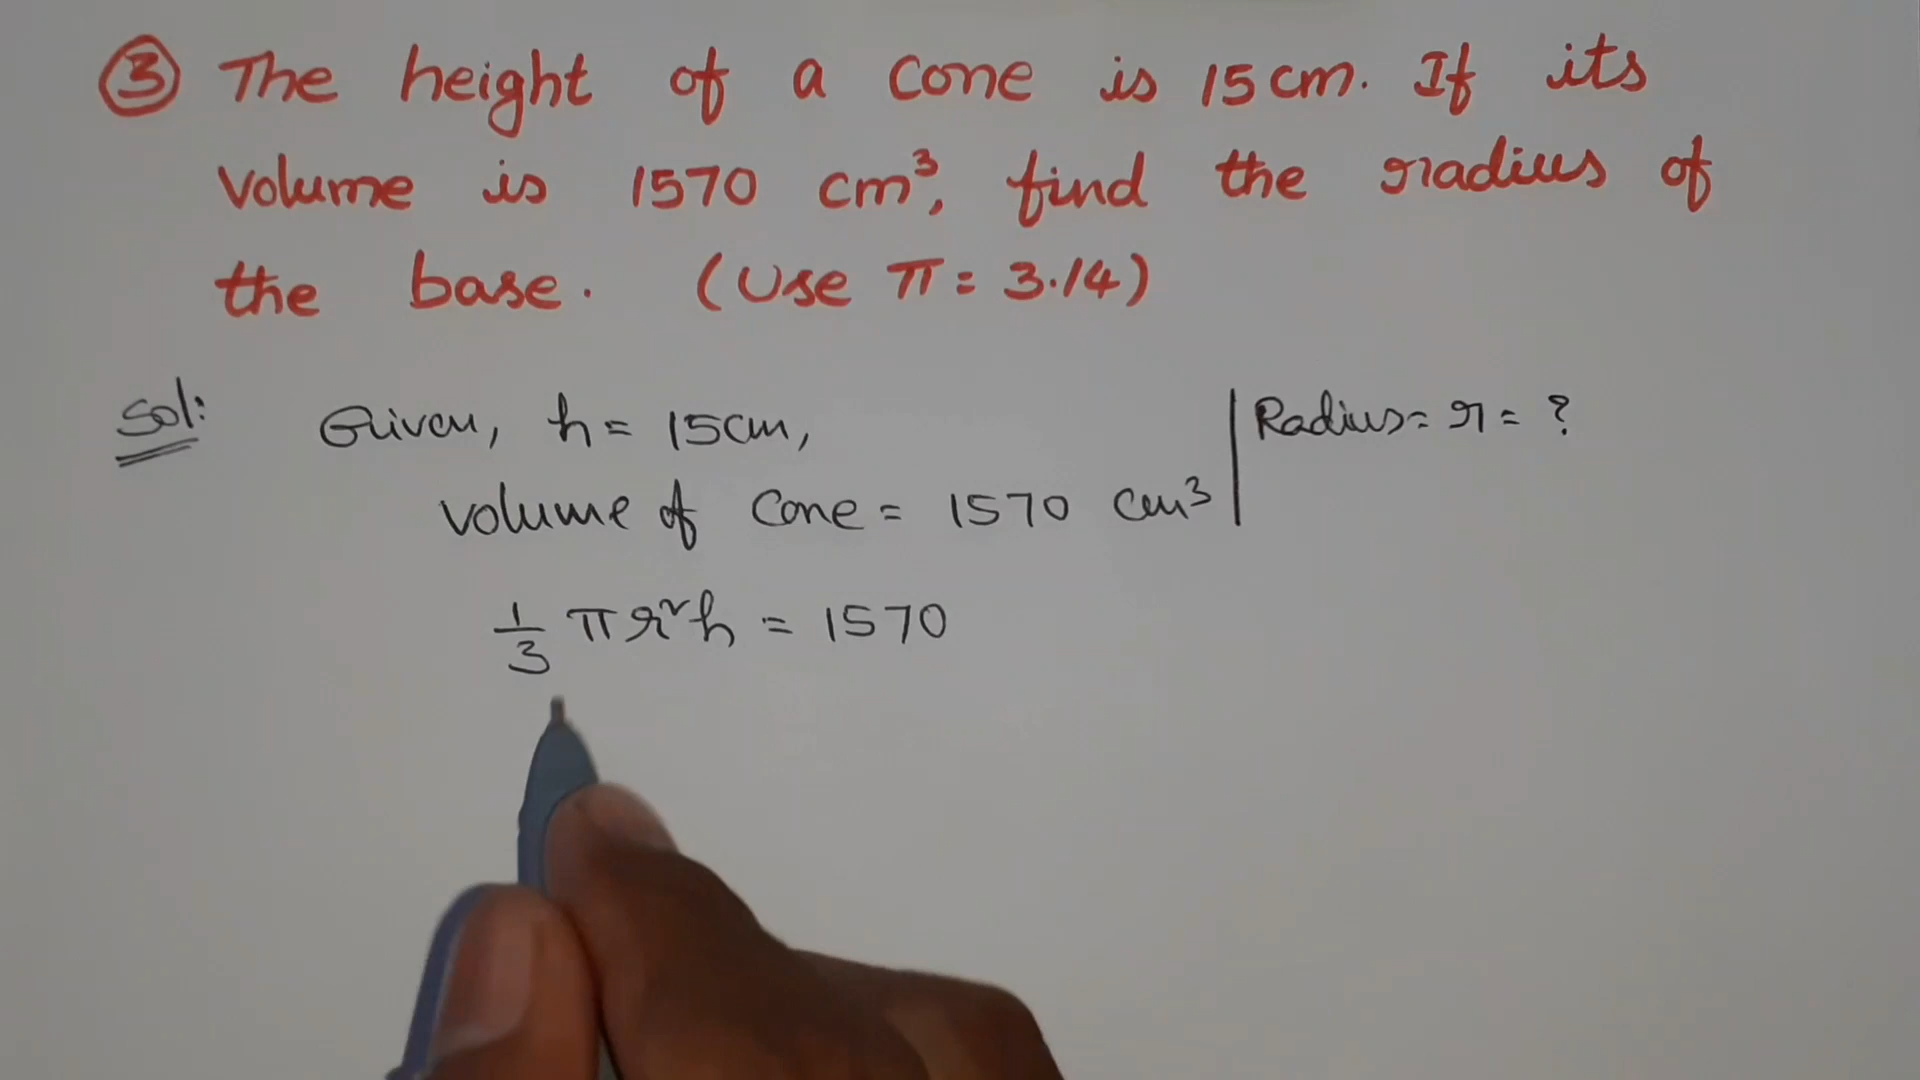 ③ The height of a cone is 15 cm. If its
volume is 1570 cm³, find the radius of
the base. (Use π = 3.14)
Sol: Given, h = 15cm, Radius = r = ?
volume of cone = 1570 cm³
1/3 πr²h = 1570